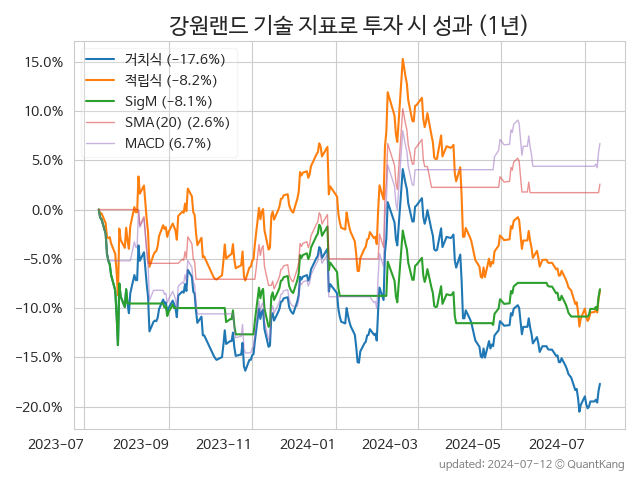 강원랜드 기술 지표로 투자 시 성과 (1년)
거치식 (−17.6%)
적립식 (−8.2%)
SigM (−8.1%)
SMA(20) (2.6%)
MACD (6.7%)
15.0%
10.0%
5.0%
0.0%
−5.0%
−10.0%
−15.0%
−20.0%
2023-07 2023-09 2023-11 2024-01 2024-03 2024-05 2024-07
updated: 2024-07-12 © QuantKang